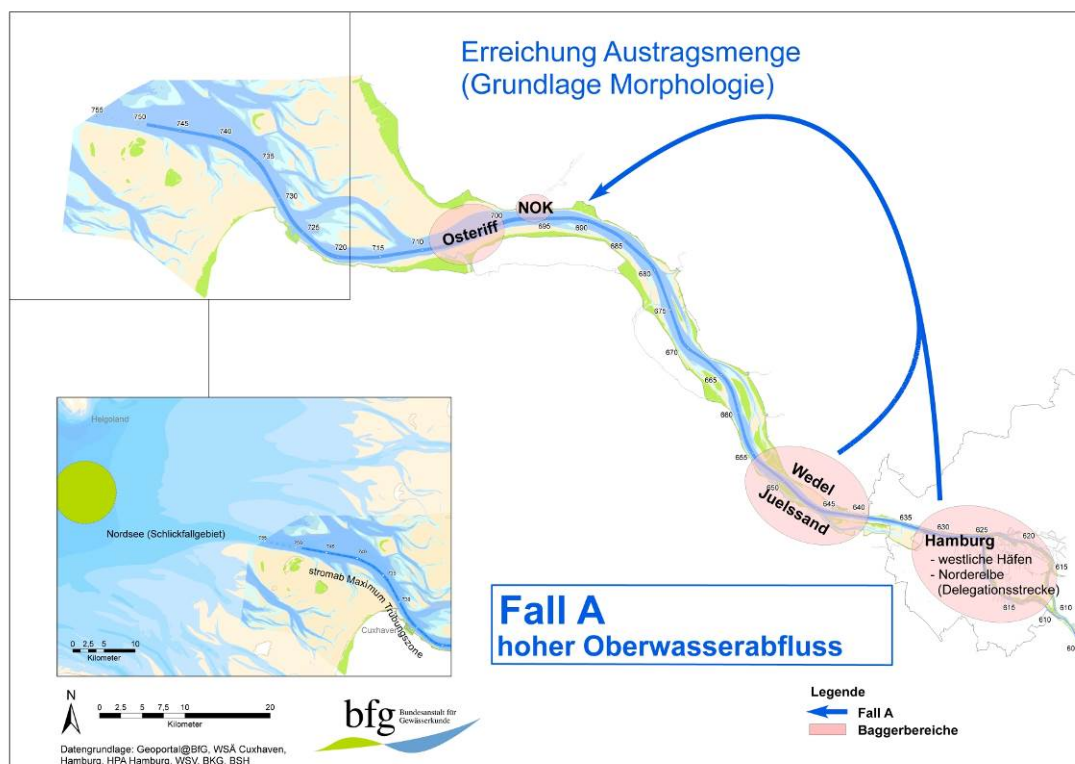 Erreichung Austragsmenge
(Grundlage Morphologie)
755
750
745
740
735
730
725
720
715
710
Osteriff
700
NOK
695
690
685
680
675
670
665
660
655
650
Wedel
Juelssand
645
640
635
630
625
620
615
Hamburg
- westliche Häfen
- Norderelbe
(Delegationsstrecke)
615
610
610
Helgoland
Nordsee (Schlickfallgebiet)
stromab Maximum Trübungszone
Cuxhaven
0 2,5 5 10
Kilometer
Fall A
hoher Oberwasserabfluss
N
0 2,5 5 7,5 10 20
Kilometer
bfg
Bundesanstalt für
Gewässerkunde
Legende
Fall A
Baggerbereiche
Datengrundlage: Geoportal@BfG, WSÄ Cuxhaven,
Hamburg, HPA Hamburg, WSV, BKG, BSH